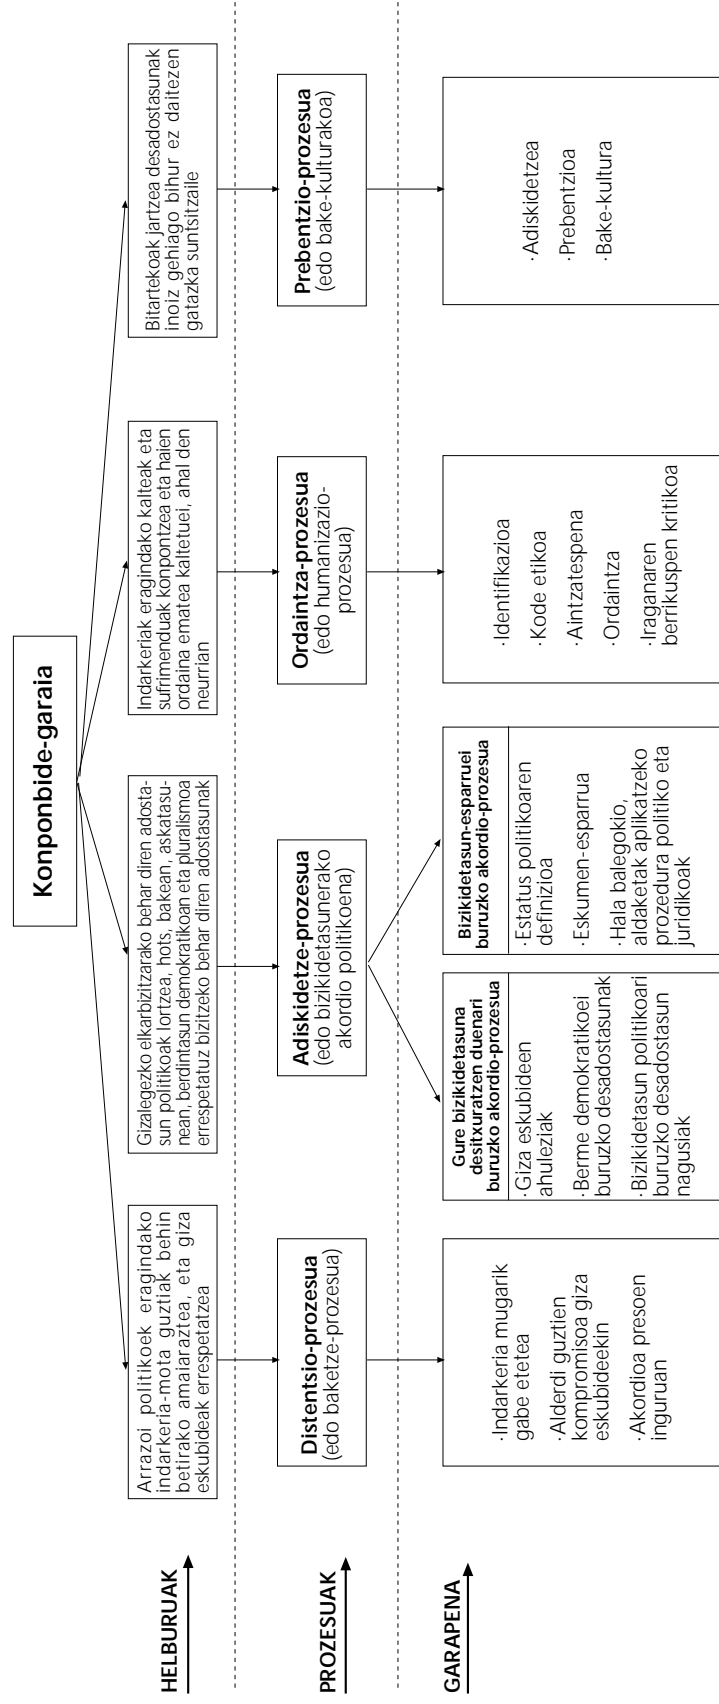 Konponbide-garaia
HELBURUAK
Arrazoi politikoek eragindako
indarkeria-mota guztiak behin
betirako amaiaraztea, eta giza
eskubideak errespetatzea
Gizalegezko elkarbizitzarako behar diren adosta-
sun politikoak lortzea, hots, bakean, askatasu-
nean, berdintasun demokratikoan eta pluralismoa
errespetatuz bizitzeko behar diren adostasunak
Indarkeriak eragindako kalteak eta
sufrimenduak konpontzea eta haien
ordaina ematea kaltetuei, ahal den
neurrian
Bitartekoak jartzea desadostasunak
inoiz gehiago bihur ez daitezen
gatazka suntsitzaile
PROZESUAK
Distentsio-prozesua
(edo baketze-prozesua)
Adiskidetze-prozesua
(edo bizikidetasunerako
akordio politikoena)
Ordaintza-prozesua
(edo humanizazio-
prozesua)
Prebentzio-prozesua
(edo bake-kulturakoa)
GARAPENA
·Indarkeria mugarik
gabe etetea
·Alderdi guztien
kompromisoa giza
eskubideekin
·Akordioa presoen
inguruan
Gure bizikidetasuna
desitxuratzen duenari
buruzko akordio-prozesua
·Giza eskubideen
ahuleziak
·Berme demokratikoei
buruzko desadostasunak
·Bizikidetasun politikoari
buruzko desadostasun
nagusiak
Bizikidetasun-esparruei
buruzko akordio-prozesua
·Estatus politikoaren
definizioa
·Eskumen-esparrua
·Hala balegokio,
aldaketak aplikatzeko
prozedura politiko eta
juridikoak
·Identifikazioa
·Kode etikoa
·Aintzatespena
·Ordaintza
·Iraganaren
berrikuspen kritikoa
·Adiskidetzea
·Prebentzioa
·Bake-kultura